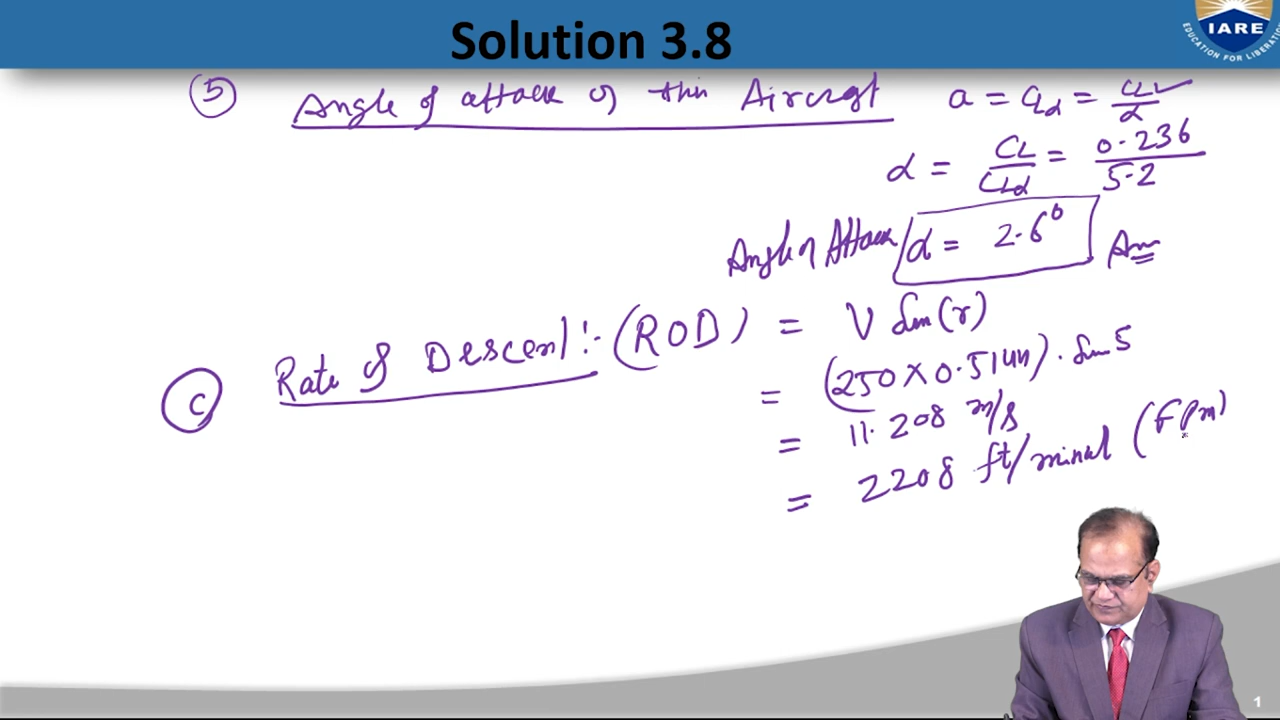 Solution 3.8
IARE
EDUCATION FOR LIBERATION
5 Angle of attack of this Aircraft a = CLα = CL/α
α = CL/CLα = 0.236/5.2
Angle of Attack α = 2.6° Ans
C Rate of Descent :- (ROD) = V Sin(γ)
= (250 × 0.5144) . Sin 5
= 11.208 m/s
= 2208 ft/minut (FPM)
1